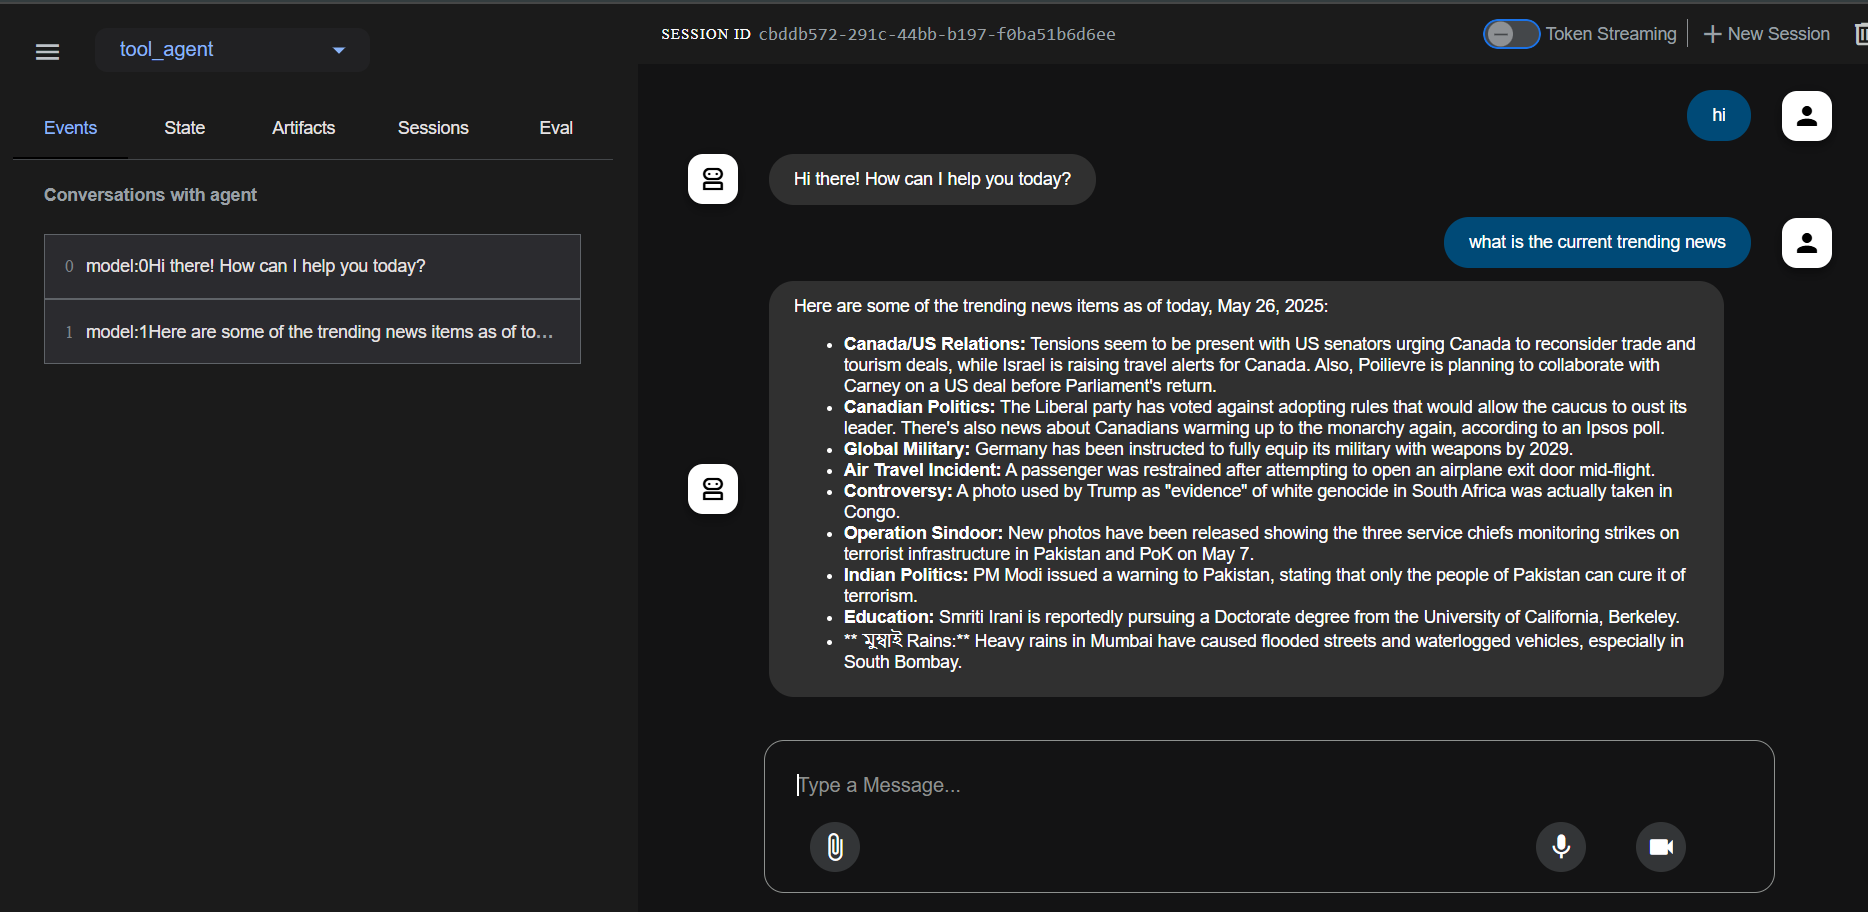 tool_agent
SESSION ID cbddb572-291c-44bb-b197-f0ba51b6d6ee
Token Streaming
New Session
Events
State
Artifacts
Sessions
Eval
Conversations with agent
0 model:0Hi there! How can I help you today?
1 model:1Here are some of the trending news items as of to...
hi
Hi there! How can I help you today?
what is the current trending news
Here are some of the trending news items as of today, May 26, 2025:
• Canada/US Relations: Tensions seem to be present with US senators urging Canada to reconsider trade and
tourism deals, while Israel is raising travel alerts for Canada. Also, Poilievre is planning to collaborate with
Carney on a US deal before Parliament's return.
• Canadian Politics: The Liberal party has voted against adopting rules that would allow the caucus to oust its
leader. There's also news about Canadians warming up to the monarchy again, according to an Ipsos poll.
• Global Military: Germany has been instructed to fully equip its military with weapons by 2029.
• Air Travel Incident: A passenger was restrained after attempting to open an airplane exit door mid-flight.
• Controversy: A photo used by Trump as "evidence" of white genocide in South Africa was actually taken in
Congo.
• Operation Sindoor: New photos have been released showing the three service chiefs monitoring strikes on
terrorist infrastructure in Pakistan and PoK on May 7.
• Indian Politics: PM Modi issued a warning to Pakistan, stating that only the people of Pakistan can cure it of
terrorism.
• Education: Smriti Irani is reportedly pursuing a Doctorate degree from the University of California, Berkeley.
• ** মুম্বাই Rains:** Heavy rains in Mumbai have caused flooded streets and waterlogged vehicles, especially in
South Bombay.
Type a Message...